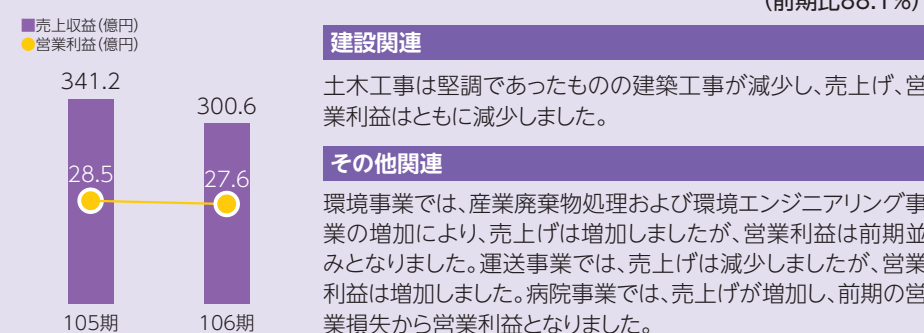 (前期比88.1%)
■売上収益(億円)
●営業利益(億円)
341.2
300.6
28.5
27.6
105期
106期
建設関連
土木工事は堅調であったものの建築工事が減少し、売上げ、営
業利益はともに減少しました。
その他関連
環境事業では、産業廃棄物処理および環境エンジニアリング事
業の増加により、売上げは増加しましたが、営業利益は前期並
みとなりました。運送事業では、売上げは減少しましたが、営業
利益は増加しました。病院事業では、売上げが増加し、前期の営
業損失から営業利益となりました。